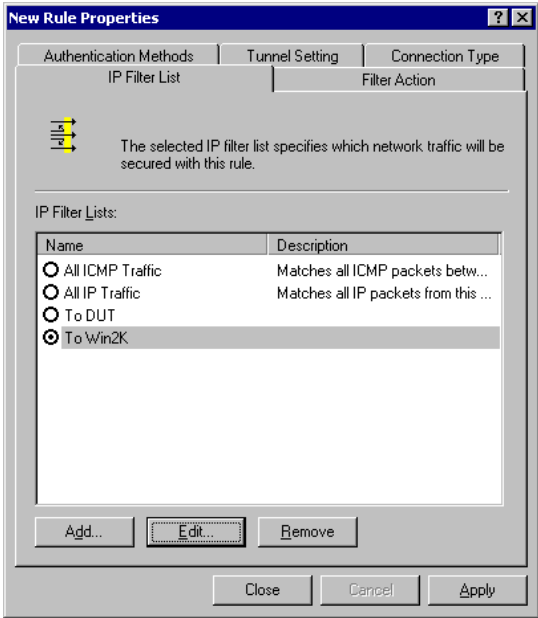 New Rule Properties
Authentication Methods Tunnel Setting Connection Type
IP Filter List Filter Action
The selected IP filter list specifies which network traffic will be
secured with this rule.
IP Filter Lists:
Name Description
All ICMP Traffic Matches all ICMP packets betw...
All IP Traffic Matches all IP packets from this ...
To DUT
To Win2K
Add... Edit... Remove
Close Cancel Apply